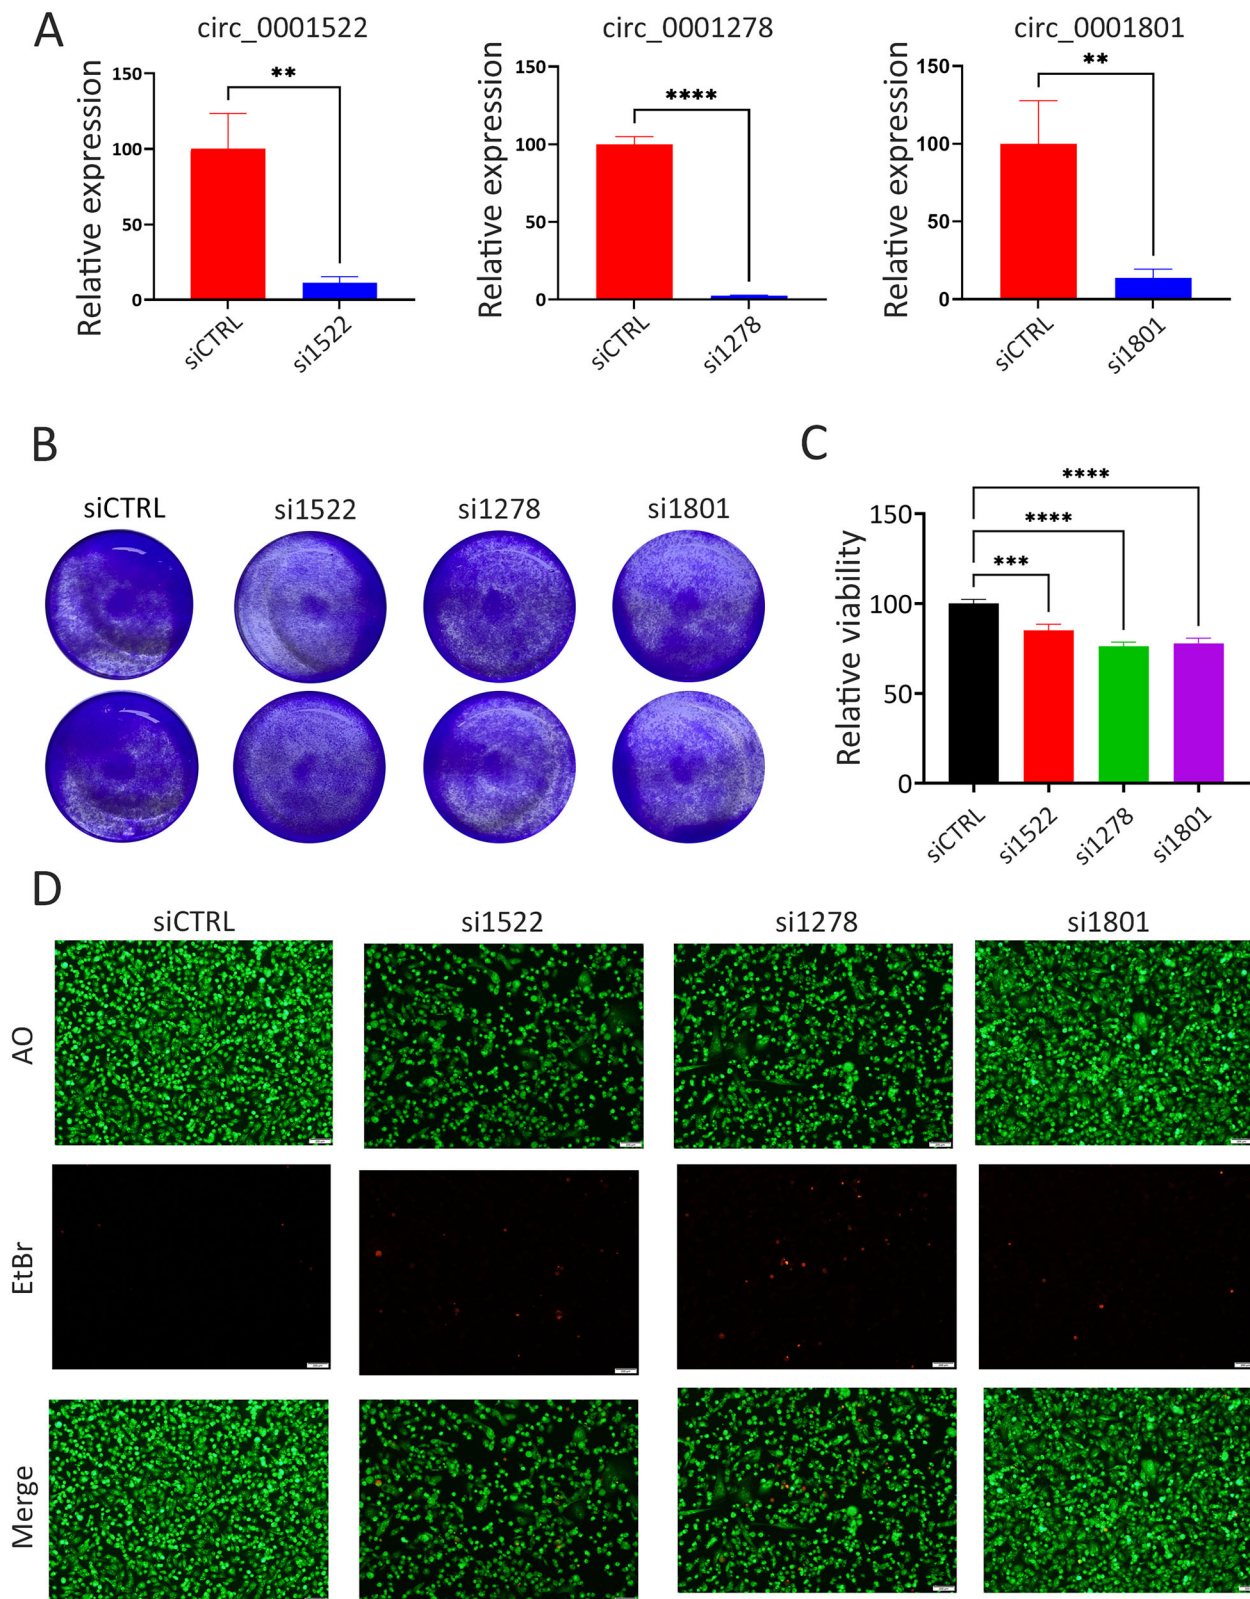 A
circ_0001522
circ_0001278
circ_0001801
Relative expression
150
100
50
0
**
siCTRL
si1522
Relative expression
150
100
50
0
****
siCTRL
si1278
Relative expression
150
100
50
0
**
siCTRL
si1801
B
siCTRL
si1522
si1278
si1801
C
Relative viability
150
100
50
0
****
****
***
siCTRL
si1522
si1278
si1801
D
siCTRL
si1522
si1278
si1801
AO
EtBr
Merge